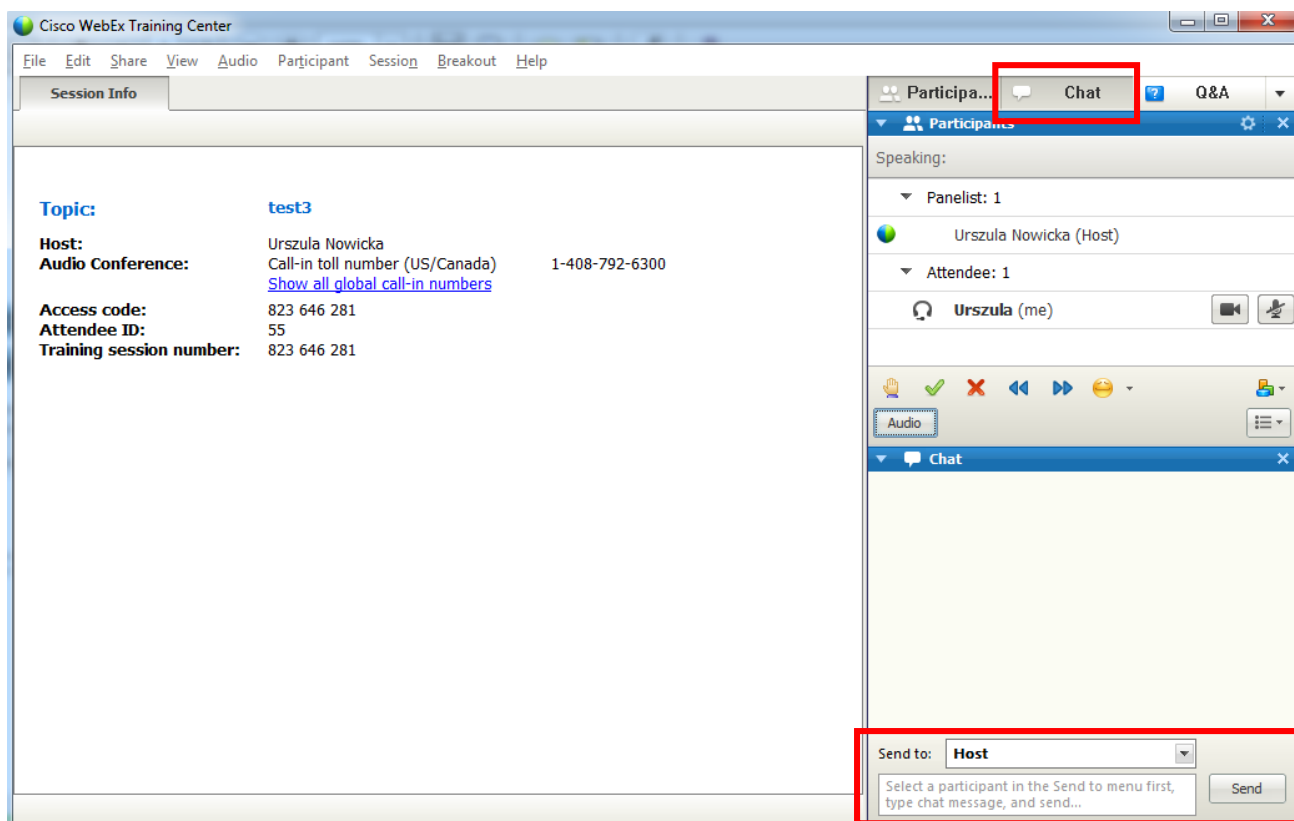 Cisco WebEx Training Center
File Edit Share View Audio Participant Session Breakout Help
Session Info
Topic: test3
Host: Urszula Nowicka
Audio Conference: Call-in toll number (US/Canada) 1-408-792-6300
Show all global call-in numbers
Access code: 823 646 281
Attendee ID: 55
Training session number: 823 646 281
Participa... Chat ? Q&A
Participants
Speaking:
Panelist: 1
Urszula Nowicka (Host)
Attendee: 1
Urszula (me)
Audio
Chat
Send to: Host
Select a participant in the Send to menu first,
type chat message, and send...
Send